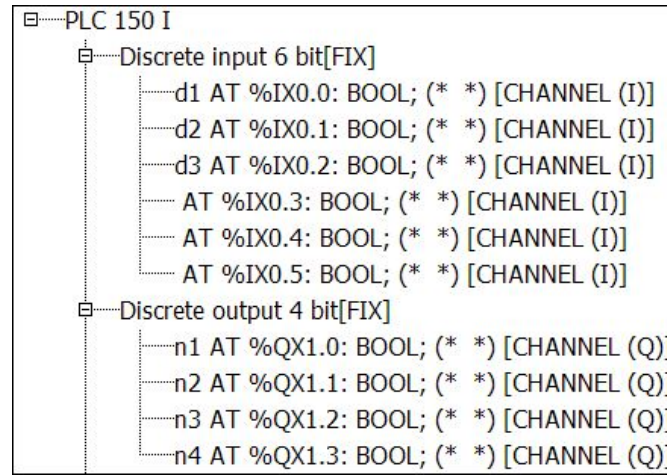 PLC 150 I
Discrete input 6 bit[FIX]
d1 AT %IX0.0: BOOL; (* *) [CHANNEL (I)]
d2 AT %IX0.1: BOOL; (* *) [CHANNEL (I)]
d3 AT %IX0.2: BOOL; (* *) [CHANNEL (I)]
AT %IX0.3: BOOL; (* *) [CHANNEL (I)]
AT %IX0.4: BOOL; (* *) [CHANNEL (I)]
AT %IX0.5: BOOL; (* *) [CHANNEL (I)]
Discrete output 4 bit[FIX]
n1 AT %QX1.0: BOOL; (* *) [CHANNEL (Q)]
n2 AT %QX1.1: BOOL; (* *) [CHANNEL (Q)]
n3 AT %QX1.2: BOOL; (* *) [CHANNEL (Q)]
n4 AT %QX1.3: BOOL; (* *) [CHANNEL (Q)]